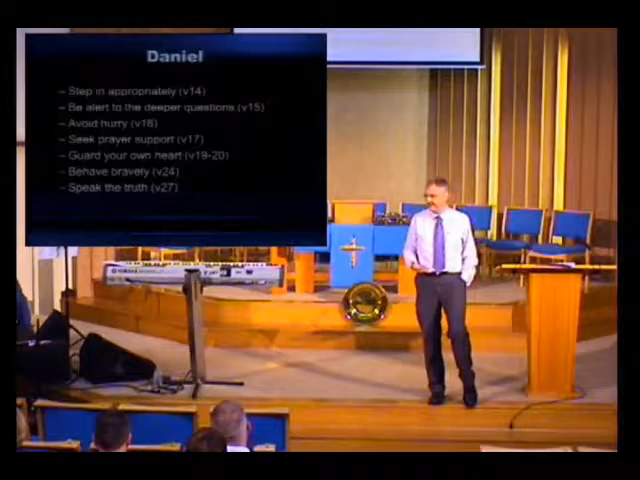 Daniel
– Step in appropriately (v14)
– Be alert to the deeper questions (v15)
– Avoid hurry (v16)
– Seek prayer support (v17)
– Guard your own heart (v19-20)
– Behave bravely (v24)
– Speak the truth (v27)
YAMAHA